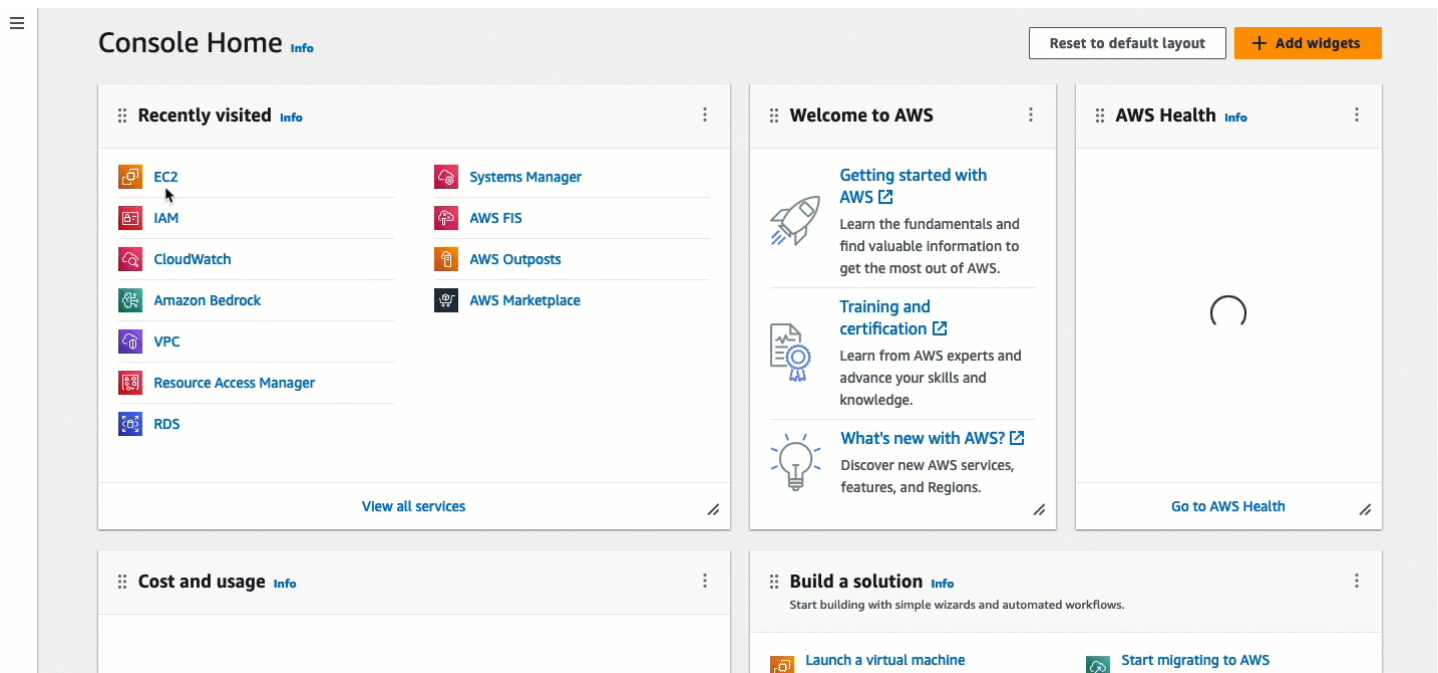 Console Home Info
Reset to default layout
+ Add widgets
Recently visited Info
EC2
IAM
CloudWatch
Amazon Bedrock
VPC
Resource Access Manager
RDS
Systems Manager
AWS FIS
AWS Outposts
AWS Marketplace
View all services
Welcome to AWS
Getting started with
AWS
Learn the fundamentals and
find valuable information to
get the most out of AWS.
Training and
certification
Learn from AWS experts and
advance your skills and
knowledge.
What's new with AWS?
Discover new AWS services,
features, and Regions.
AWS Health Info
Go to AWS Health
Cost and usage Info
Build a solution Info
Start building with simple wizards and automated workflows.
Launch a virtual machine
Start migrating to AWS